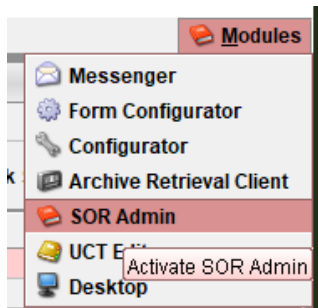 Modules
Messenger
Form Configurator
Configurator
k
Archive Retrieval Client
SOR Admin
UCT
Activate SOR Admin
Desktop